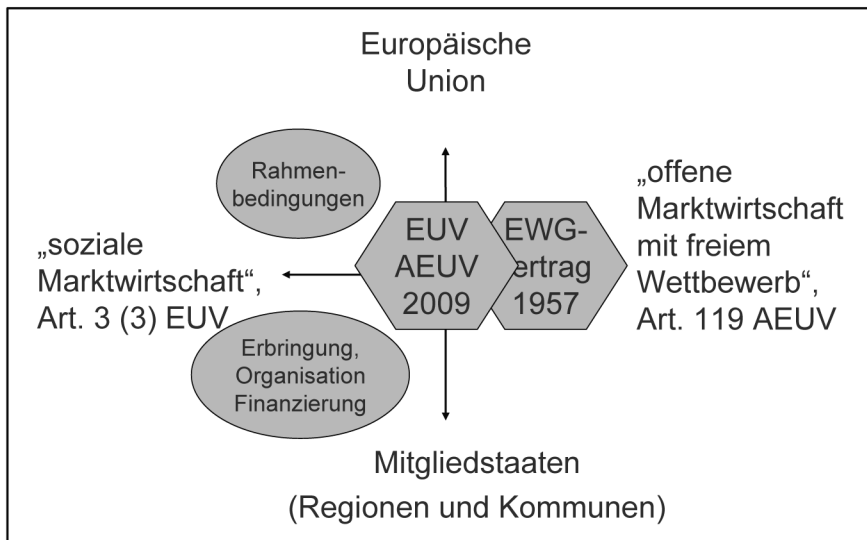 Europäische
Union
Rahmen-
bedingungen
„soziale
Marktwirtschaft“,
Art. 3 (3) EUV
EUV
AEUV
2009
EWG-
ertrag
1957
„offene
Marktwirtschaft
mit freiem
Wettbewerb“,
Art. 119 AEUV
Erbringung,
Organisation
Finanzierung
Mitgliedstaaten
(Regionen und Kommunen)